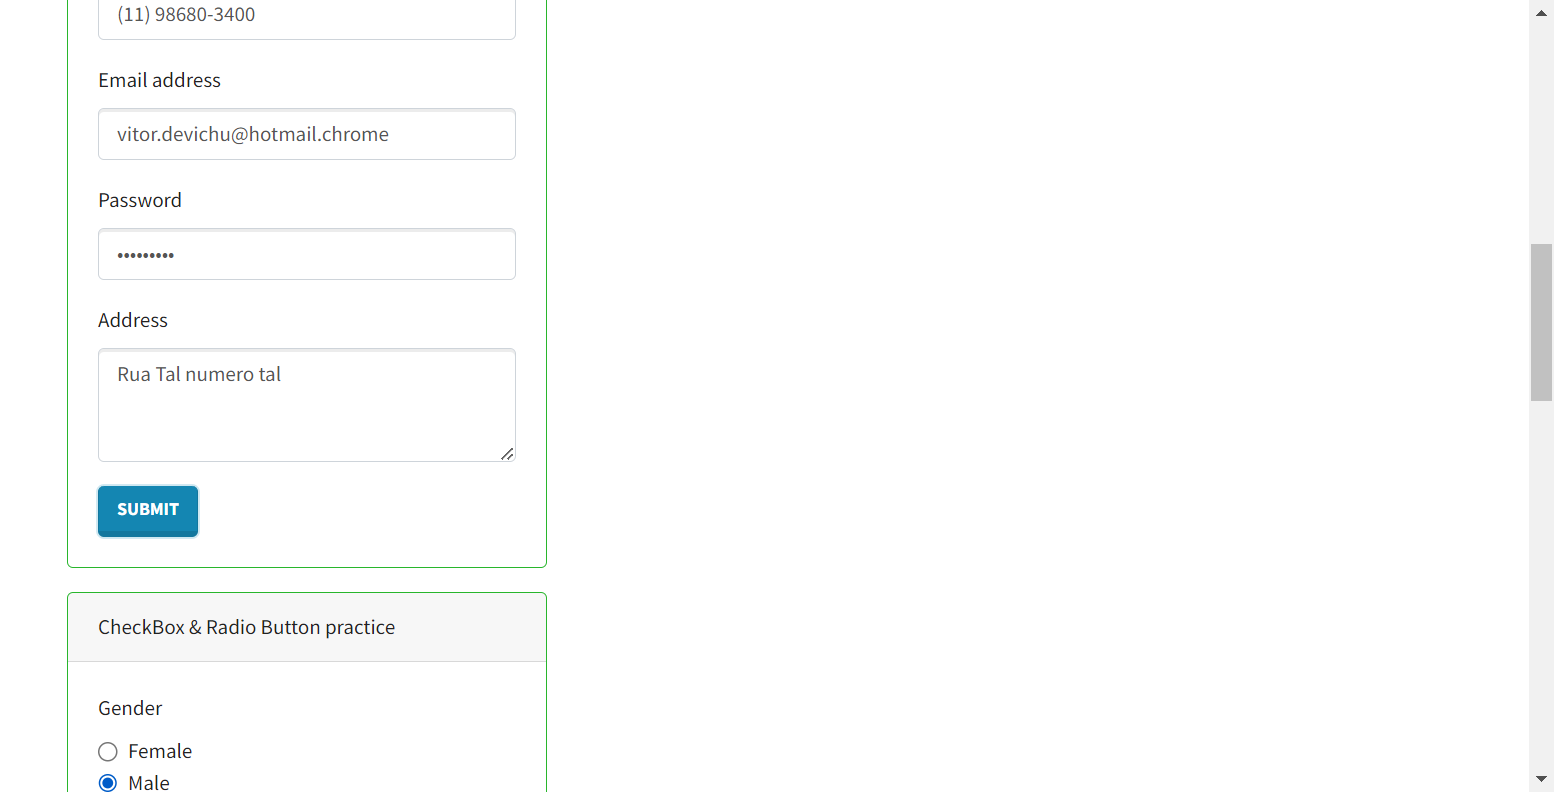 (11) 98680-3400
Email address
vitor.devichu@hotmail.chrome
Password
•••••••••
Address
Rua Tal numero tal
SUBMIT
CheckBox & Radio Button practice
Gender
Female
Male